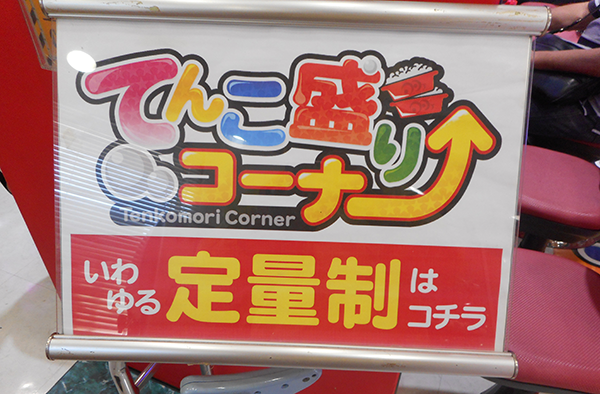 てんこ盛り
コーナー
Tenkomori Corner
いわゆる定量制はコチラ